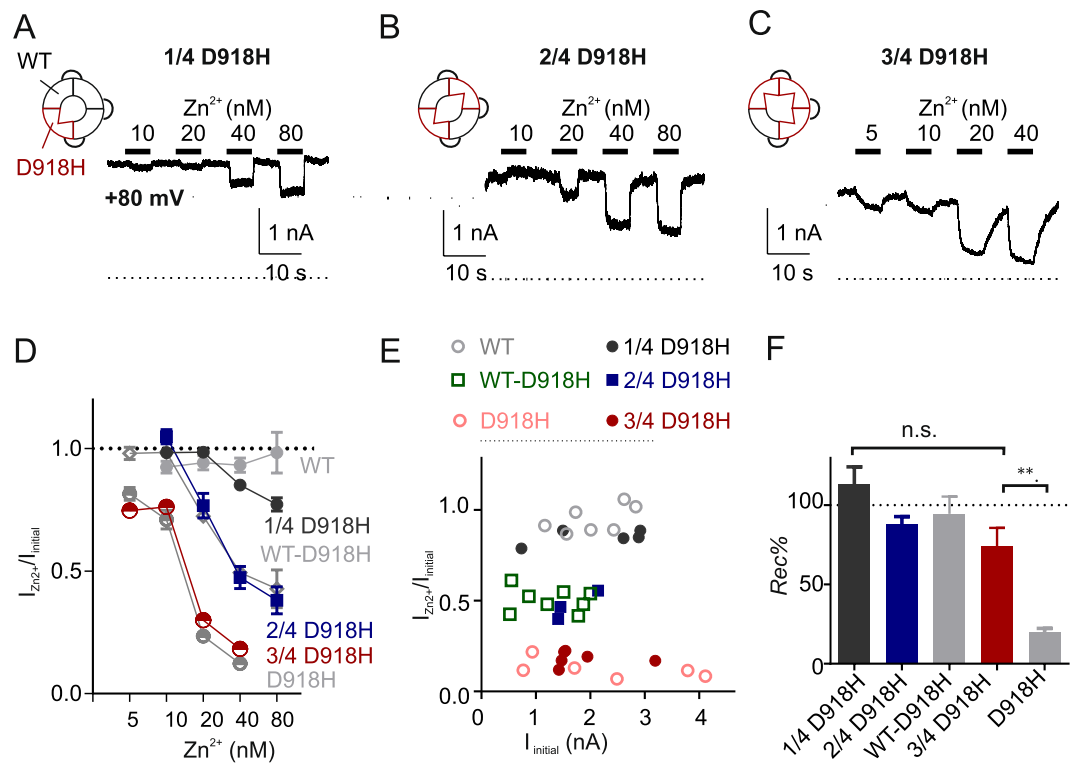 A
B
C
1/4 D918H
2/4 D918H
3/4 D918H
WT
D918H
Zn2+ (nM)
10 20 40 80
+80 mV
1 nA
10 s
Zn2+ (nM)
10 20 40 80
1 nA
10 s
Zn2+ (nM)
5 10 20 40
1 nA
10 s
D
1.0
0.5
0.0
IZn2+/Iinitial
WT
1/4 D918H
WT-D918H
2/4 D918H
3/4 D918H
D918H
5 10 20 40 80
Zn2+ (nM)
E
WT
1/4 D918H
WT-D918H
2/4 D918H
D918H
3/4 D918H
1.0
0.5
0.0
IZn2+/Iinitial
0 1 2 3 4
I initial (nA)
F
n.s.
**.
100
0
Rec%
1/4 D918H
2/4 D918H
WT-D918H
3/4 D918H
D918H